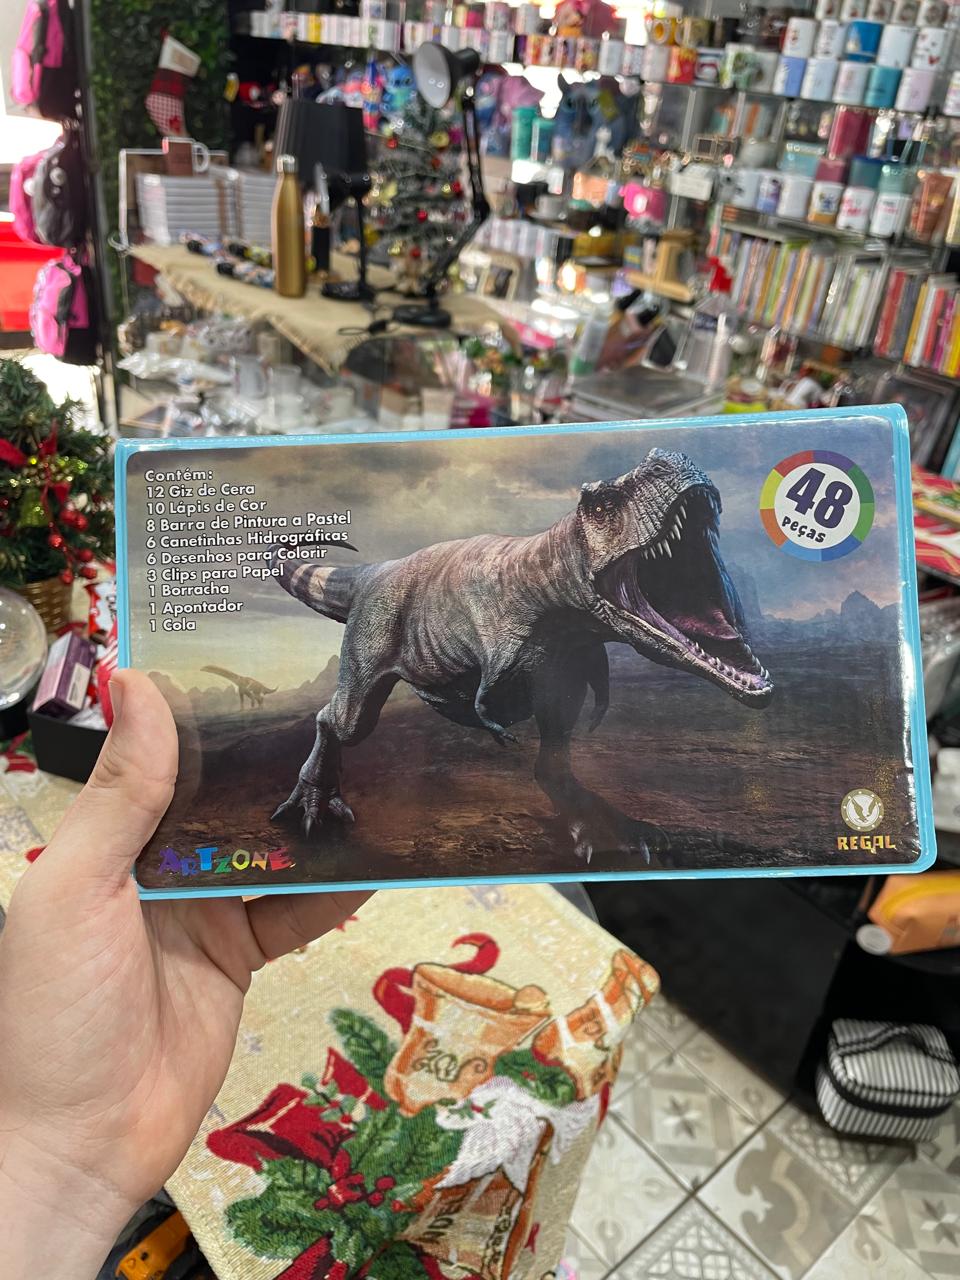 Contém:
12 Giz de Cera
10 Lápis de Cor
8 Barra de Pintura a Pastel
6 Canetinhas Hidrográficas
6 Desenhos para Colorir
3 Clips para Papel
1 Borracha
1 Apontador
1 Cola
48
Peças
ARTZONE
REGAL